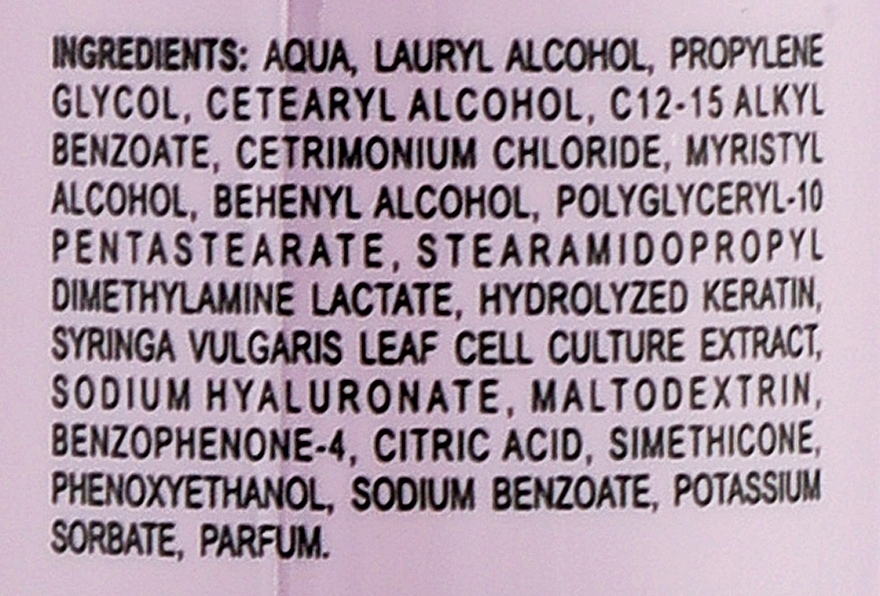 INGREDIENTS: AQUA, LAURYL ALCOHOL, PROPYLENE
GLYCOL, CETEARYL ALCOHOL, C12-15 ALKYL
BENZOATE, CETRIMONIUM CHLORIDE, MYRISTYL
ALCOHOL, BEHENYL ALCOHOL, POLYGLYCERYL-10
PENTASTEARATE, STEARAMIDOPROPYL
DIMETHYLAMINE LACTATE, HYDROLYZED KERATIN,
SYRINGA VULGARIS LEAF CELL CULTURE EXTRACT,
SODIUM HYALURONATE, MALTODEXTRIN,
BENZOPHENONE-4, CITRIC ACID, SIMETHICONE,
PHENOXYETHANOL, SODIUM BENZOATE, POTASSIUM
SORBATE, PARFUM.